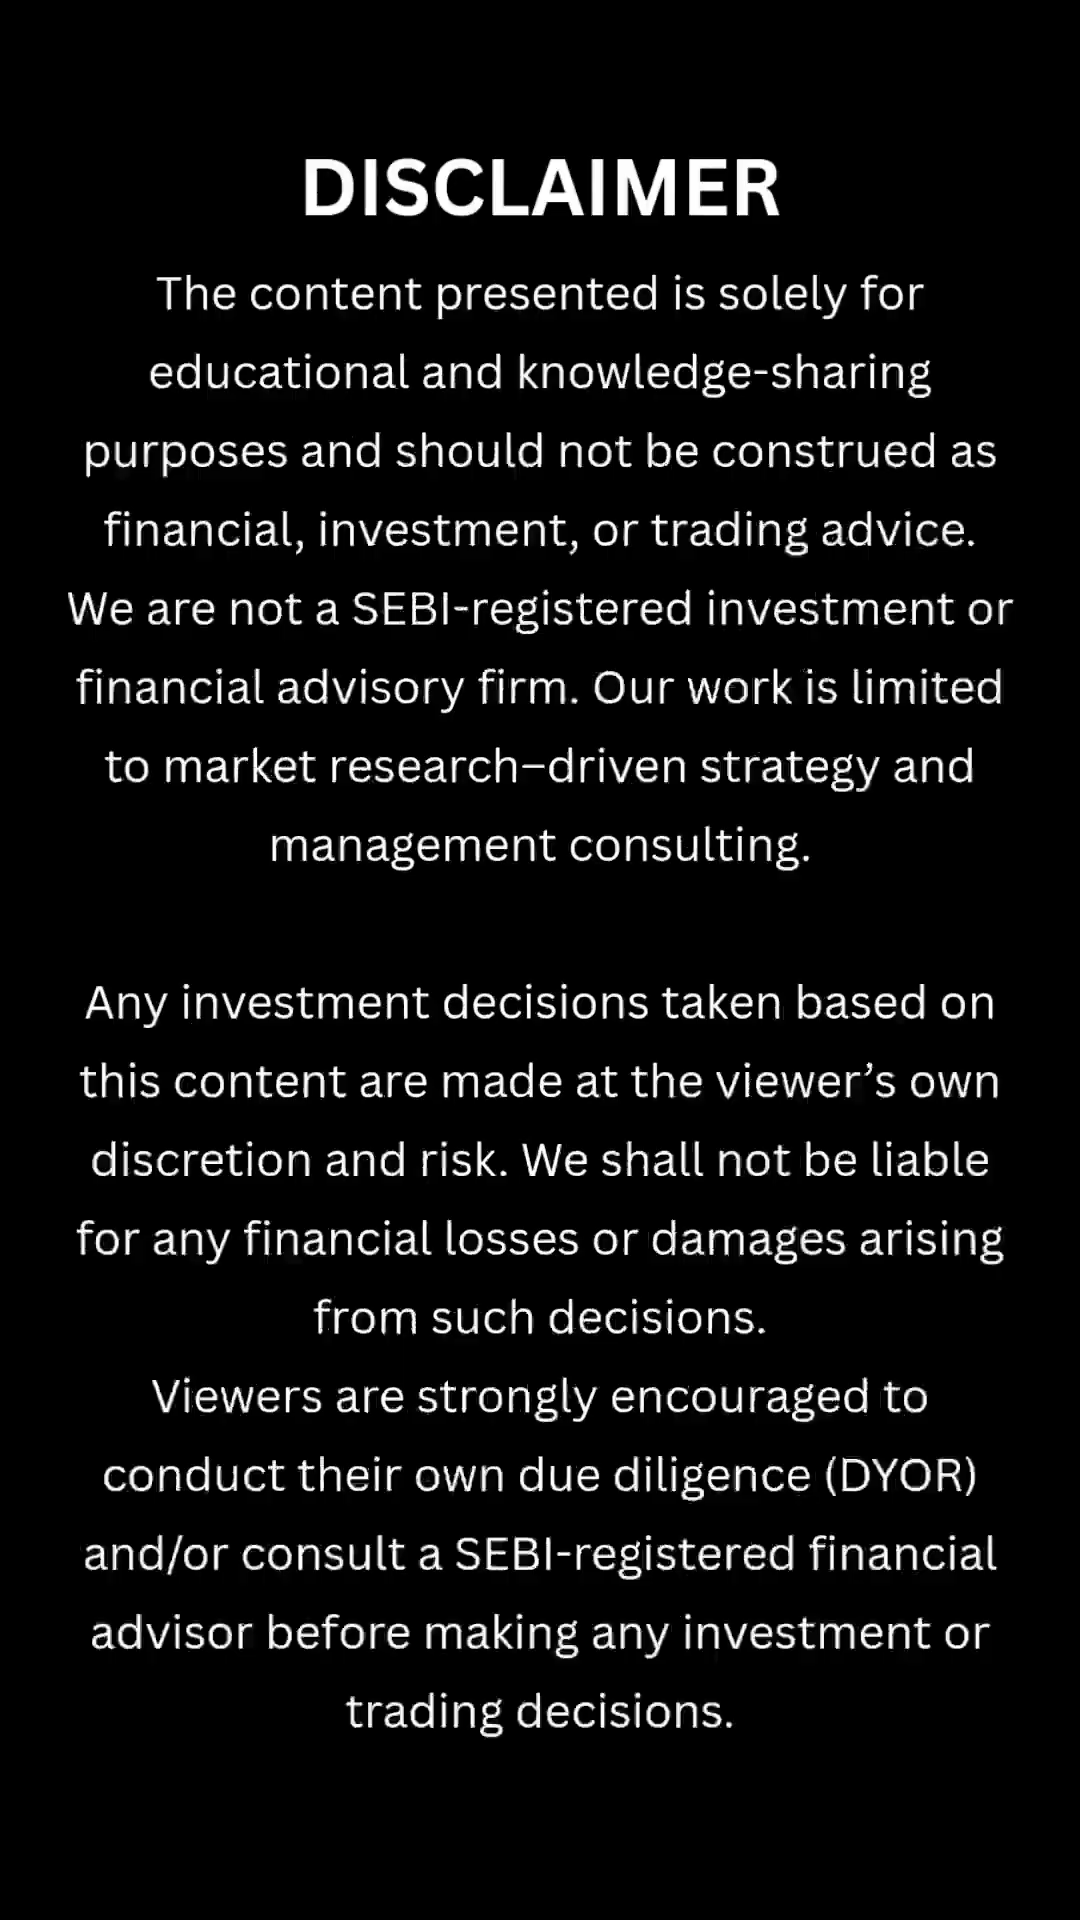 DISCLAIMER
The content presented is solely for
educational and knowledge-sharing
purposes and should not be construed as
financial, investment, or trading advice.
We are not a SEBI-registered investment or
financial advisory firm. Our work is limited
to market research–driven strategy and
management consulting.
Any investment decisions taken based on
this content are made at the viewer’s own
discretion and risk. We shall not be liable
for any financial losses or damages arising
from such decisions.
Viewers are strongly encouraged to
conduct their own due diligence (DYOR)
and/or consult a SEBI-registered financial
advisor before making any investment or
trading decisions.